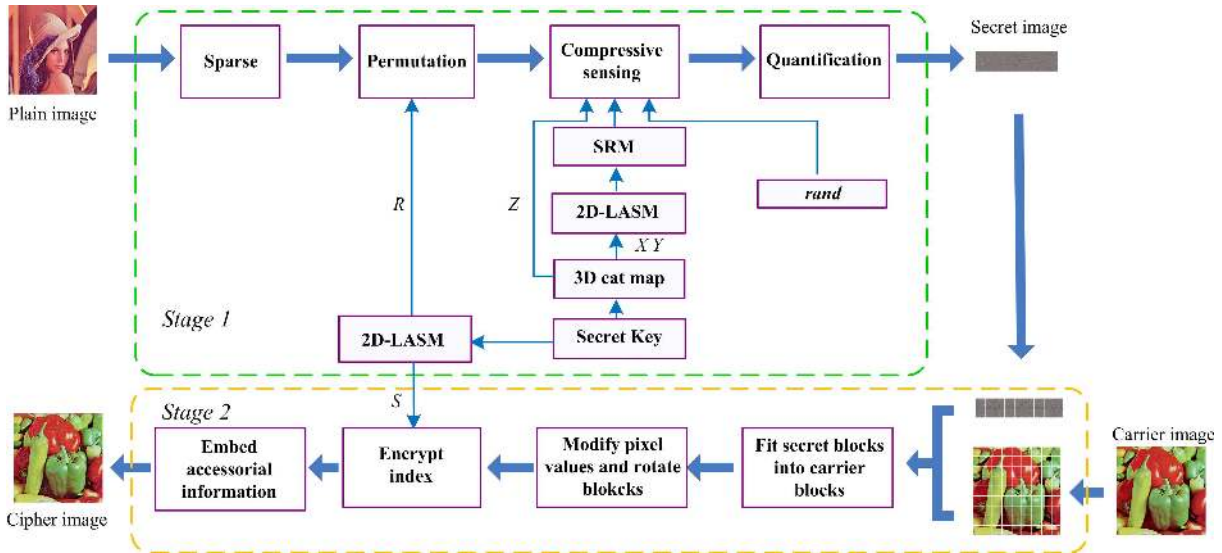 Plain image
Sparse
Permutation
Compressive
sensing
Quantification
Secret image
SRM
rand
R
Z
2D-LASM
X Y
3D cat map
Stage 1
2D-LASM
Secret Key
S
Stage 2
Carrier image
Embed
accessorial
information
Encrypt
index
Modify pixel
values and rotate
blokcks
Fit secret blocks
into carrier
blocks
Cipher image